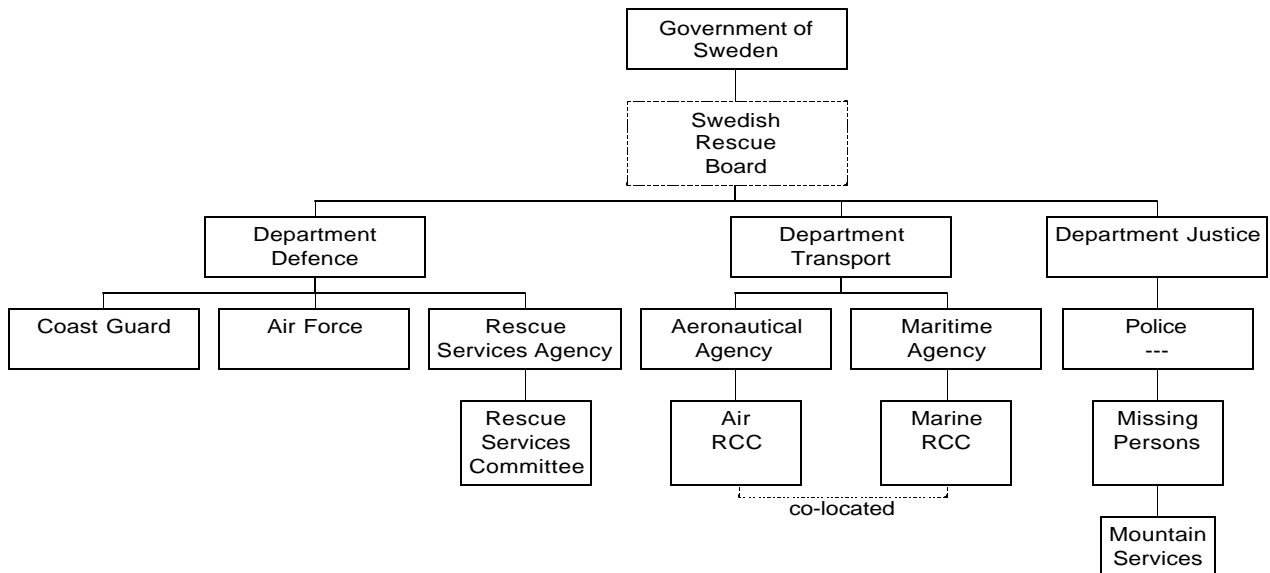 Government of
Sweden
Swedish
Rescue
Board
Department
Defence
Department
Transport
Department Justice
Coast Guard
Air Force
Rescue
Services Agency
Aeronautical
Agency
Maritime
Agency
Police
---
Rescue
Services
Committee
Air
RCC
Marine
RCC
Missing
Persons
co-located
Mountain
Services